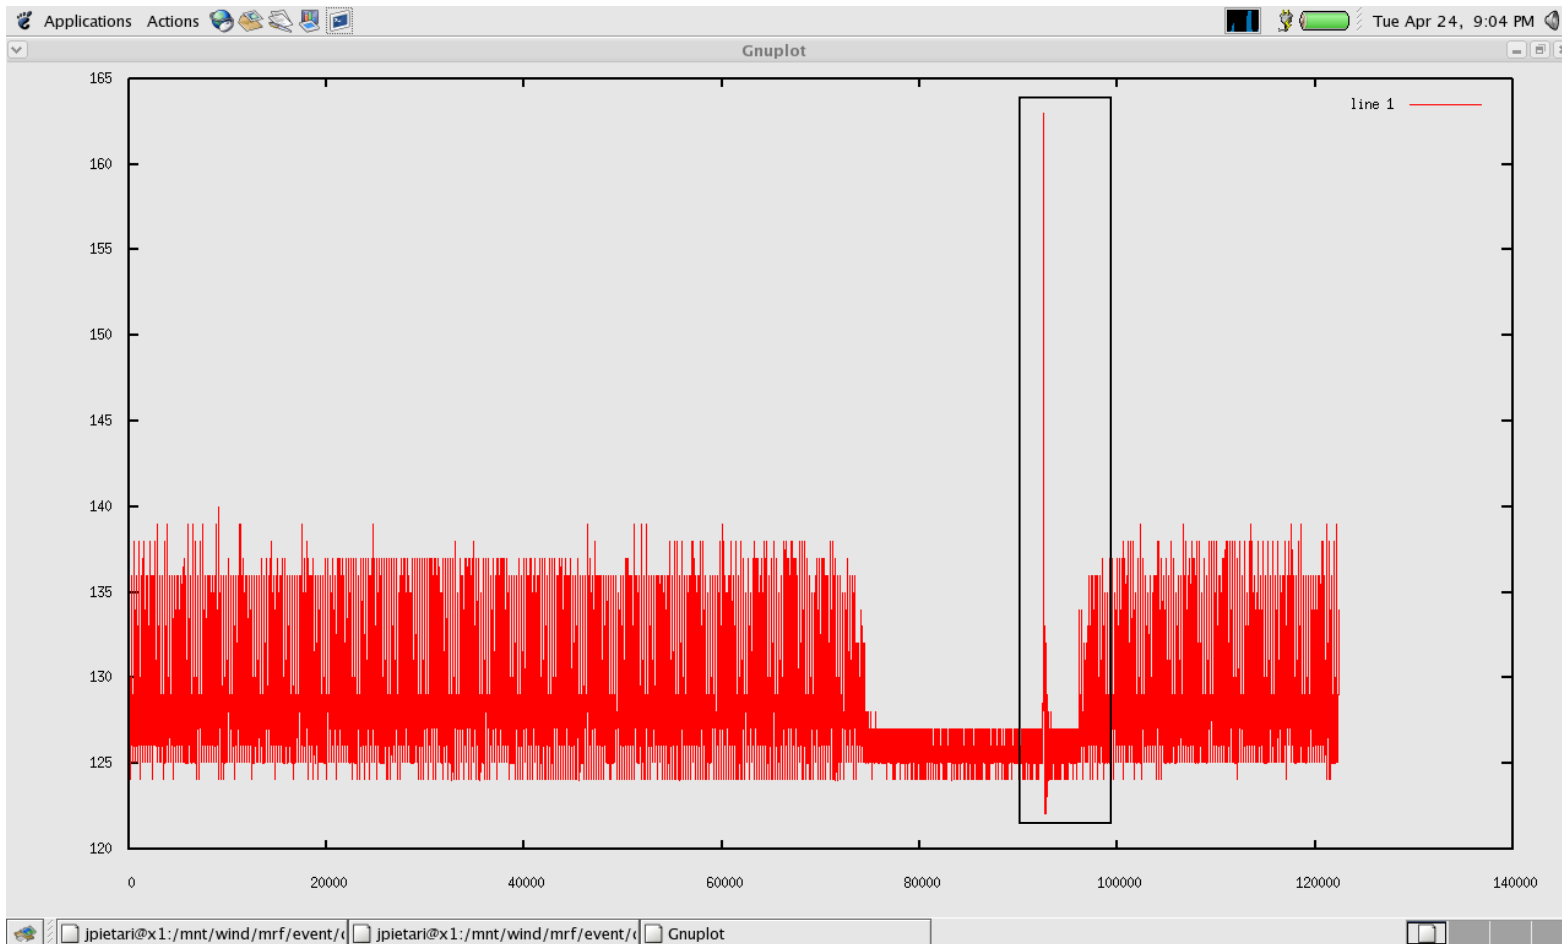 Applications Actions Tue Apr 24, 9:04 PM
Gnuplot
165
line 1
160
155
150
145
140
135
130
125
120
0 20000 40000 60000 80000 100000 120000 140000
jpietari@x1:/mnt/wind/mrf/event/ jpietari@x1:/mnt/wind/mrf/event/ Gnuplot